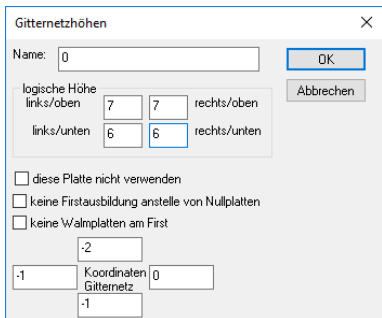 Gitternetzhöhen
Name: 0
OK
Abbrechen
logische Höhe
links/oben 7 7 rechts/oben
links/unten 6 6 rechts/unten
diese Platte nicht verwenden
keine Firstausbildung anstelle von Nullplatten
keine Walmplatten am First
-2
-1 Koordinaten 0
Gitternetz
-1